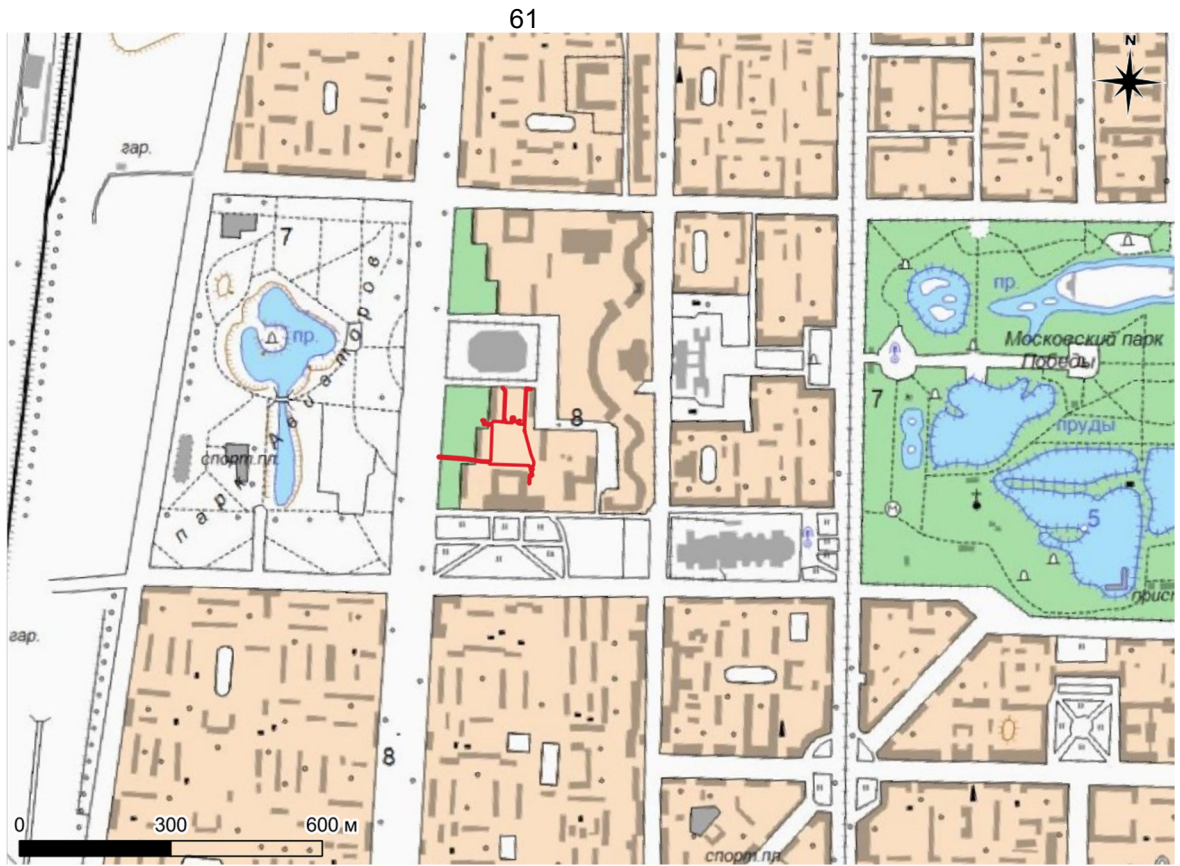 61
N
гар.
7
пр.
парк Авиаторов
спорт.пл.
8
пр.
Московский парк
Победы
7
пруды
М
5
прист
гар.
8
0 300 600 м
спорт.пл.